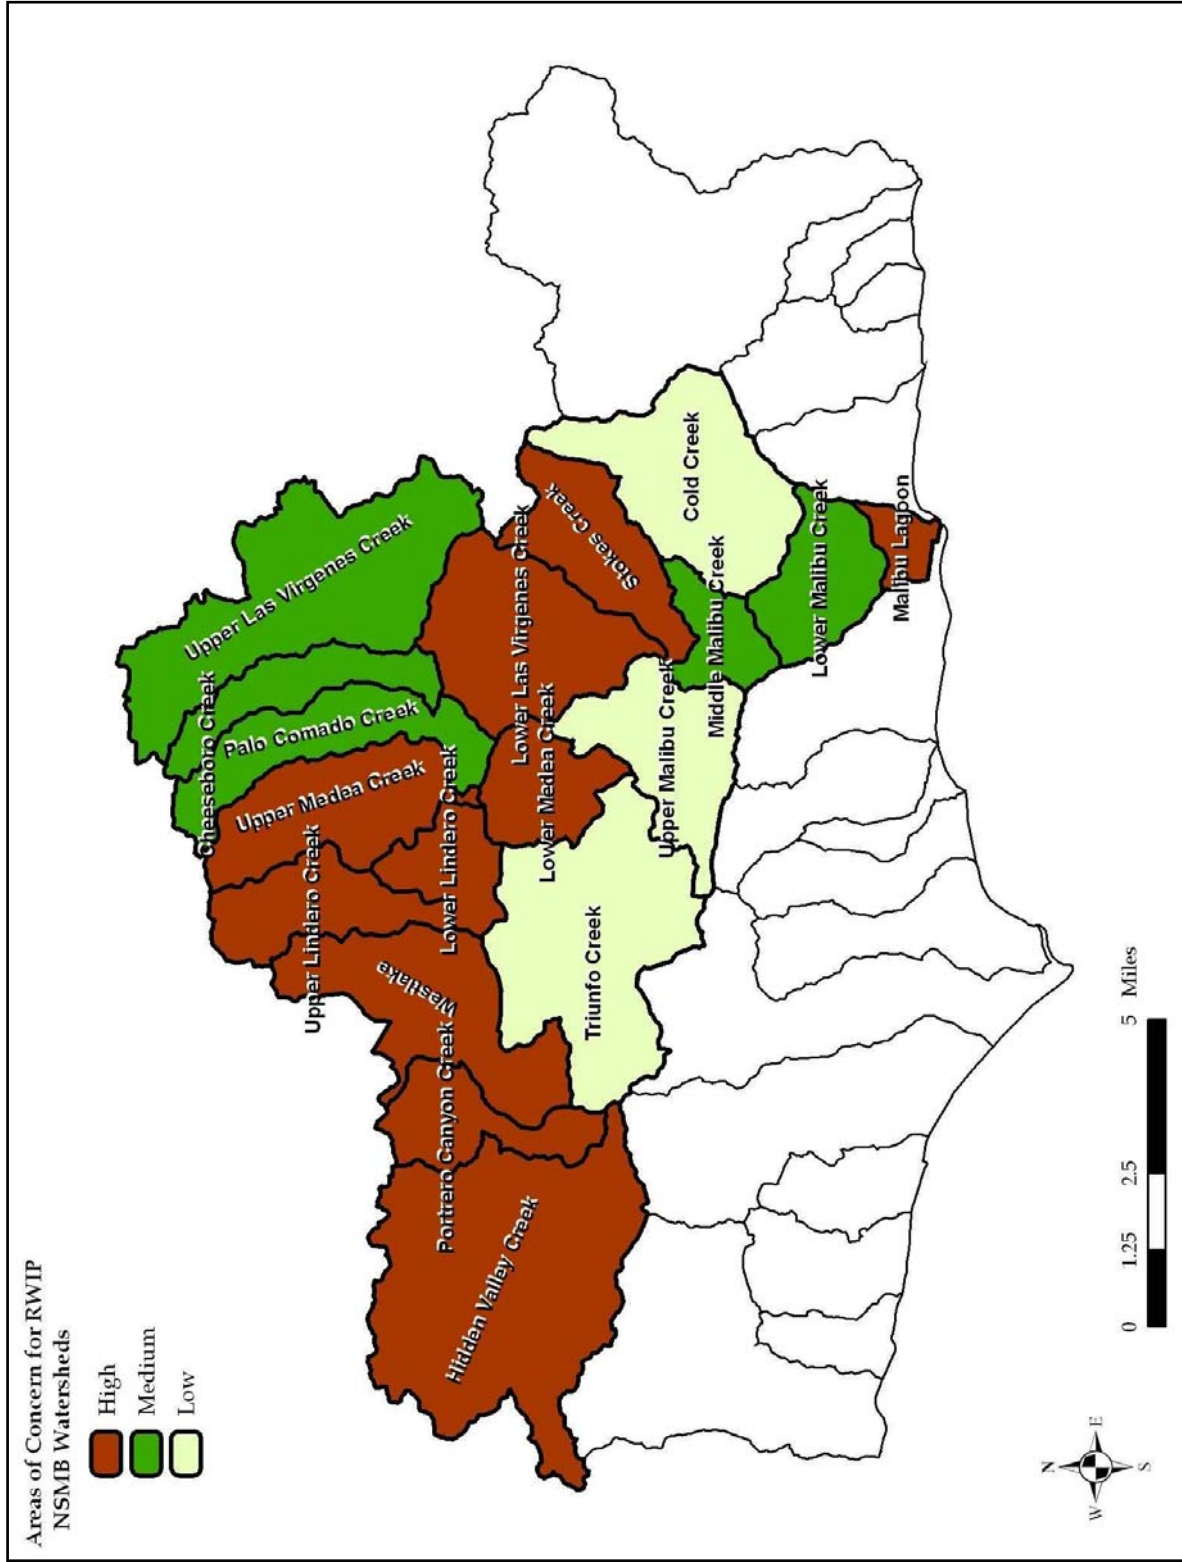 Areas of Concern for RWIP
NSMB Watersheds
High
Medium
Low
Cheeseboro Creek
Upper Las Virgenes Creek
Palo Comado Creek
Upper Medea Creek
Upper Lindero Creek
Lower Lindero Creek
Westlake
Portrero Canyon Creek
Hidden Valley Creek
Lower Las Virgenes Creek
Stokes Creek
Lower Medea Creek
Triunfo Creek
Upper Malibu Creek
Cold Creek
Middle Malibu Creek
Lower Malibu Creek
Malibu Lagoon
N
W E
S
0 1.25 2.5 5
Miles